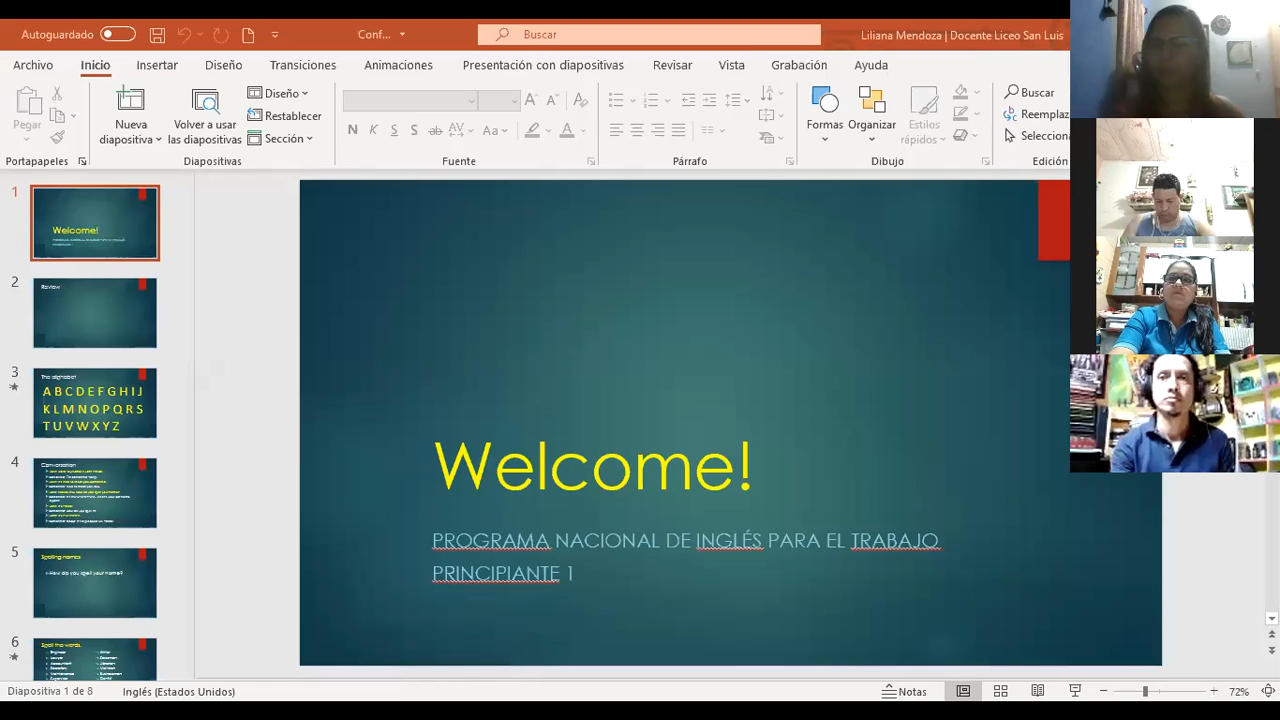 Autoguardado
Conf...
Buscar
Liliana Mendoza | Docente Liceo San Luis
Archivo
Inicio
Insertar
Diseño
Transiciones
Animaciones
Presentación con diapositivas
Revisar
Vista
Grabación
Ayuda
Pegar
Nueva
diapositiva
Volver a usar
las diapositivas
Diseño
Restablecer
Sección
N K S S ab AV Aa A
Formas
Organizar
Estilos
rápidos
Buscar
Reemplaz
Selecciona
Portapapeles
Diapositivas
Fuente
Párrafo
Dibujo
Edición
1
Welcome!
2
Review
3
The alphabet
A B C D E F G H I J
K L M N O P Q R S
T U V W X Y Z
4
Conversation
5
Spelling names
How do you spell your name?
6
Spell the words.
Welcome!
PROGRAMA NACIONAL DE INGLÉS PARA EL TRABAJO
PRINCIPIANTE 1
Diapositiva 1 de 8
Inglés (Estados Unidos)
Notas
72%